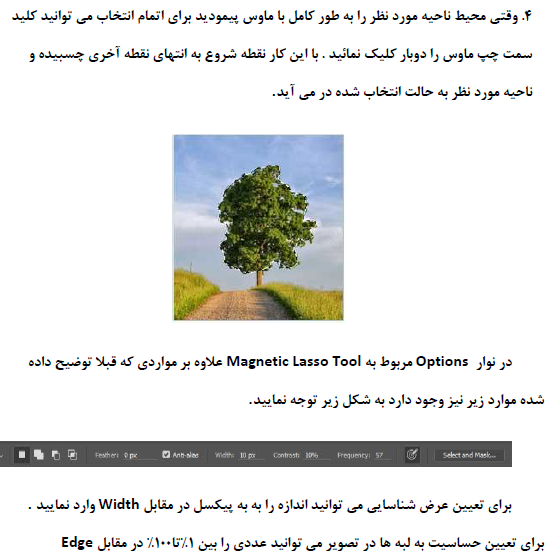 ۴. وقتی محیط ناحیه مورد نظر را به طور کامل با ماوس پیمودید برای اتمام انتخاب می توانید کلید
سمت چپ ماوس را دوبار کلیک نمائید . با این کار نقطه شروع به انتهای نقطه آخری چسبیده و
ناحیه مورد نظر به حالت انتخاب شده در می آید.
در نوار Options مربوط به Magnetic Lasso Tool علاوه بر مواردی که قبلا توضیح داده
شده موارد زیر نیز وجود دارد به شکل زیر توجه نمایید.
Feather: 0 px Anti-alias Width: 10 px Contrast: 10% Frequency: 57 Select and Mask...
برای تعیین عرض شناسایی می توانید اندازه را به به پیکسل در مقابل Width وارد نمایید .
برای تعیین حساسیت به لبه ها در تصویر می توانید عددی را بین ۱٪تا۱۰۰٪ در مقابل Edge